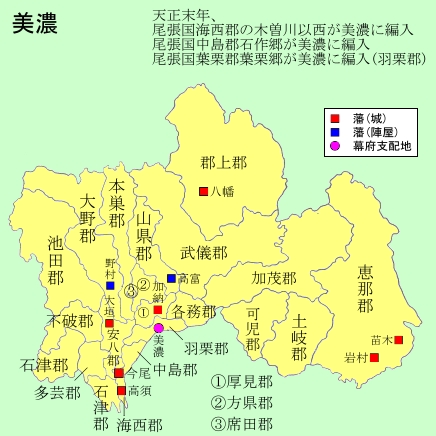 美濃
天正末年、
尾張国海西郡の木曽川以西が美濃に編入
尾張国中島郡石作郷が美濃に編入
尾張国葉栗郡葉栗郷が美濃に編入(羽栗郡)
藩(城)
藩(陣屋)
幕府支配地
郡上郡
八幡
本巣郡
大野郡
山県郡
池田郡
武儀郡
恵那郡
野村
③
②
加納
高富
加茂郡
大垣
①
各務郡
可児郡
土岐郡
不破郡
安八郡
美濃
羽栗郡
苗木
岩村
石津郡
今尾
中島郡
多芸郡
石津郡
高須
海西郡
①厚見郡
②方県郡
③席田郡